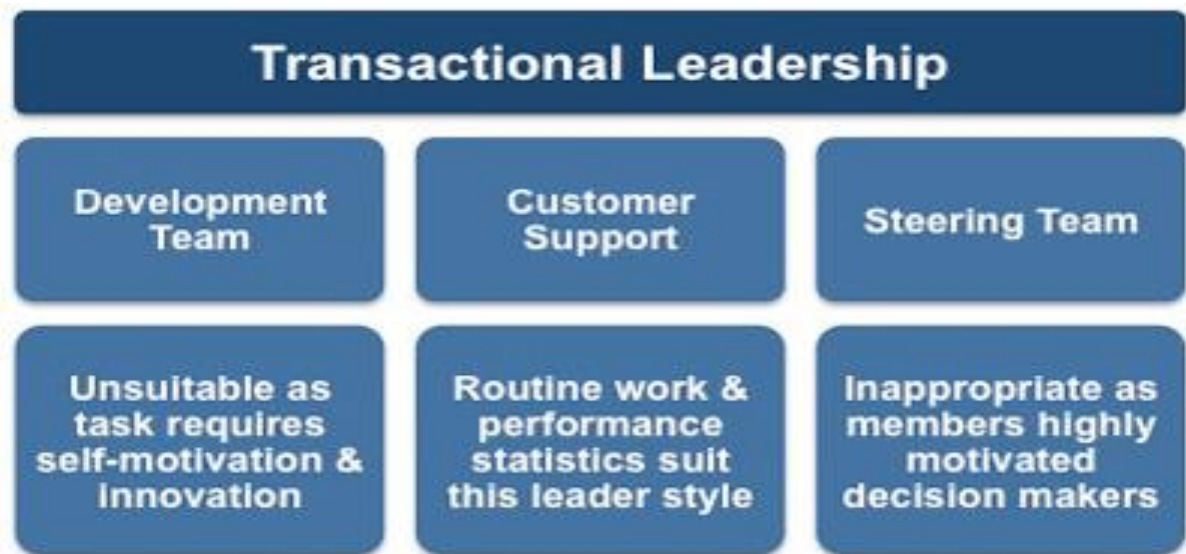 Transactional Leadership
Development
Team
Customer
Support
Steering Team
Unsuitable as
task requires
self-motivation &
innovation
Routine work &
performance
statistics suit
this leader style
Inappropriate as
members highly
motivated
decision makers